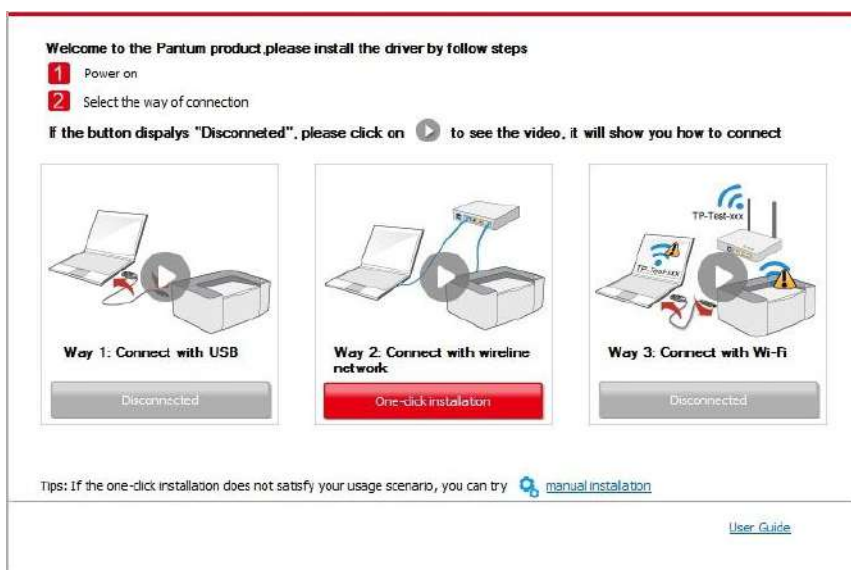 Welcome to the Pantum product,please install the driver by follow steps
1 Power on
2 Select the way of connection
If the button dispalys "Disconneted", please click on to see the video, it will show you how to connect
TP-Test-xxx
TP-Test-xxx
Way 1: Connect with USB
Way 2: Connect with wireline
network
Way 3: Connect with Wi-Fi
Disconnected
One-click installation
Disconnected
Tips: If the one-click installation does not satisfy your usage scenario, you can try manual installation
User Guide